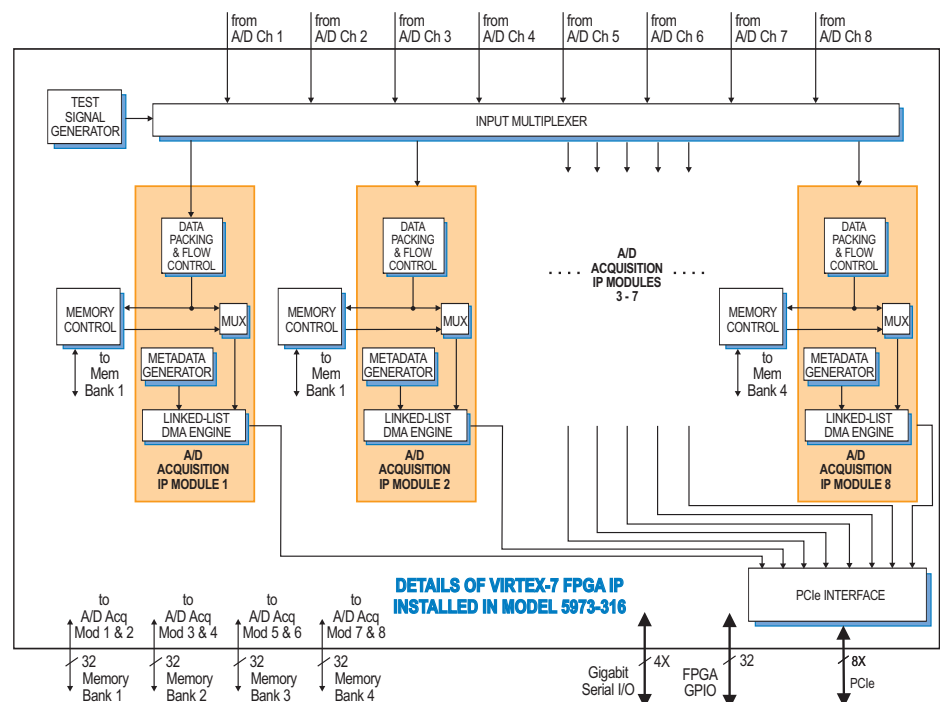 from
A/D Ch 1
from
A/D Ch 2
from
A/D Ch 3
from
A/D Ch 4
from
A/D Ch 5
from
A/D Ch 6
from
A/D Ch 7
from
A/D Ch 8
TEST
SIGNAL
GENERATOR
INPUT MULTIPLEXER
DATA
PACKING
& FLOW
CONTROL
MEMORY
CONTROL
MUX
to
Mem
Bank 1
METADATA
GENERATOR
LINKED-LIST
DMA ENGINE
A/D
ACQUISITION
IP MODULE 1
DATA
PACKING
& FLOW
CONTROL
MEMORY
CONTROL
MUX
to
Mem
Bank 1
METADATA
GENERATOR
LINKED-LIST
DMA ENGINE
A/D
ACQUISITION
IP MODULE 2
A/D
. . . . ACQUISITION . . . .
IP MODULES
3 - 7
DATA
PACKING
& FLOW
CONTROL
MEMORY
CONTROL
MUX
to
Mem
Bank 4
METADATA
GENERATOR
LINKED-LIST
DMA ENGINE
A/D
ACQUISITION
IP MODULE 8
DETAILS OF VIRTEX-7 FPGA IP
INSTALLED IN MODEL 5973-316
PCIe INTERFACE
to
A/D Acq
Mod 1 & 2
to
A/D Acq
Mod 3 & 4
to
A/D Acq
Mod 5 & 6
to
A/D Acq
Mod 7 & 8
32
Memory
Bank 1
32
Memory
Bank 2
32
Memory
Bank 3
32
Memory
Bank 4
4X
Gigabit
Serial I/O
32
FPGA
GPIO
8X
PCIe